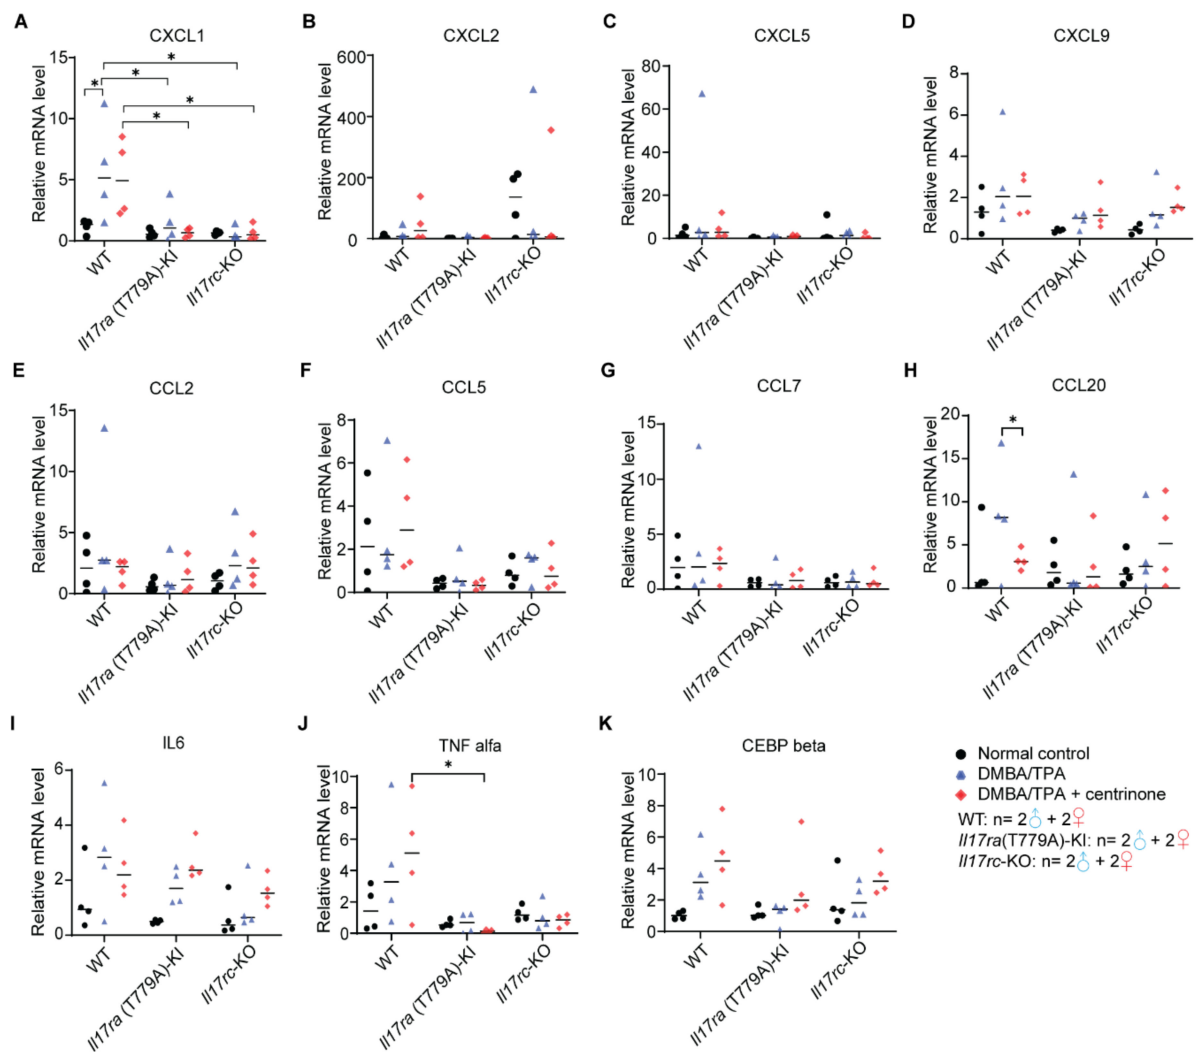 A
CXCL1
Relative mRNA level
15
10
5
0
*
*
*
*
*
WT
Il17ra (T779A)-KI
Il17rc-KO
B
CXCL2
Relative mRNA level
600
400
200
0
WT
Il17ra (T779A)-KI
Il17rc-KO
C
CXCL5
Relative mRNA level
80
60
40
20
0
WT
Il17ra (T779A)-KI
Il17rc-KO
D
CXCL9
Relative mRNA level
8
6
4
2
0
WT
Il17ra (T779A)-KI
Il17rc-KO
E
CCL2
Relative mRNA level
15
10
5
0
WT
Il17ra (T779A)-KI
Il17rc-KO
F
CCL5
Relative mRNA level
8
6
4
2
0
WT
Il17ra (T779A)-KI
Il17rc-KO
G
CCL7
Relative mRNA level
15
10
5
0
WT
Il17ra (T779A)-KI
Il17rc-KO
H
CCL20
Relative mRNA level
20
15
10
5
0
*
WT
Il17ra (T779A)-KI
Il17rc-KO
I
IL6
Relative mRNA level
6
4
2
0
WT
Il17ra (T779A)-KI
Il17rc-KO
J
TNF alfa
Relative mRNA level
10
8
6
4
2
0
*
WT
Il17ra (T779A)-KI
Il17rc-KO
K
CEBP beta
Relative mRNA level
10
8
6
4
2
0
WT
Il17ra (T779A)-KI
Il17rc-KO
Normal control
DMBA/TPA
DMBA/TPA + centrinone
WT: n= 2♂ + 2♀
Il17ra(T779A)-KI: n= 2♂ + 2♀
Il17rc-KO: n= 2♂ + 2♀